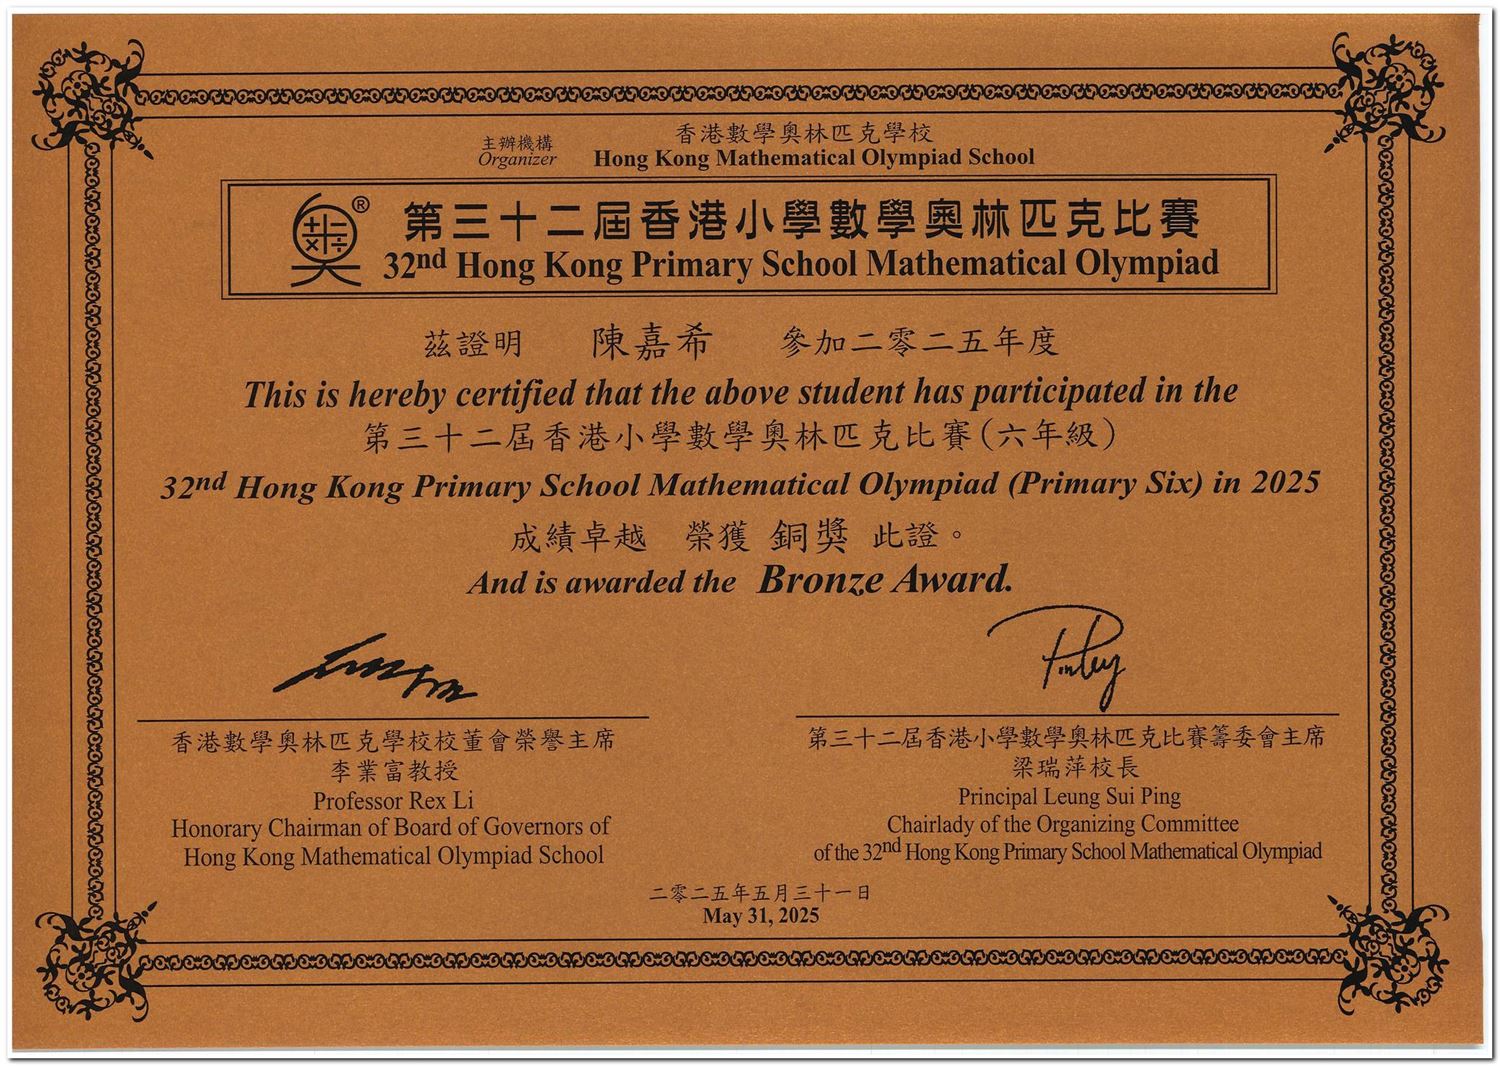 主辦機構
Organizer
香港數學奧林匹克學校
Hong Kong Mathematical Olympiad School
®
第三十二屆香港小學數學奧林匹克比賽
32nd Hong Kong Primary School Mathematical Olympiad
茲證明 陳嘉希 參加二零二五年度
This is hereby certified that the above student has participated in the
第三十二屆香港小學數學奧林匹克比賽(六年級)
32nd Hong Kong Primary School Mathematical Olympiad (Primary Six) in 2025
成績卓越 榮獲 銅獎 此證。
And is awarded the Bronze Award.
香港數學奧林匹克學校校董會榮譽主席
李業富教授
Professor Rex Li
Honorary Chairman of Board of Governors of
Hong Kong Mathematical Olympiad School
第三十二屆香港小學數學奧林匹克比賽籌委會主席
梁瑞萍校長
Principal Leung Sui Ping
Chairlady of the Organizing Committee
of the 32nd Hong Kong Primary School Mathematical Olympiad
二零二五年五月三十一日
May 31, 2025